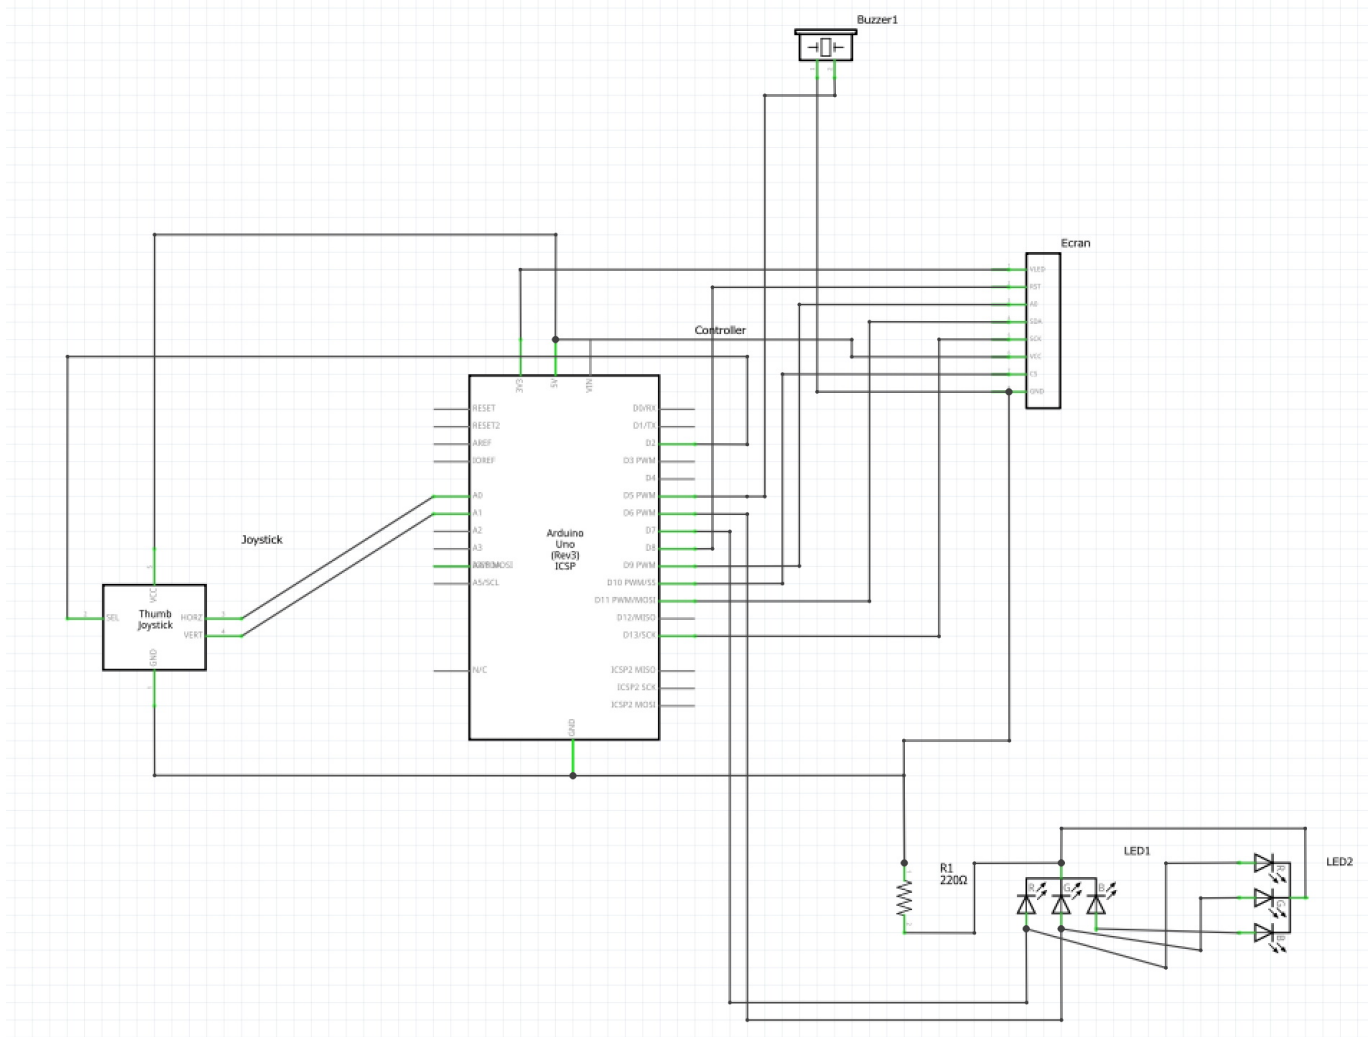 Buzzer1
Ecran
VLED
RST
A0
SDA
SCK
VCC
CS
GND
Controller
3V3
5V
VIN
RESET
RESET2
AREF
IOREF
A0
A1
A2
A3
A5/SCL
N/C
D0/RX
D1/TX
D2
D3 PWM
D4
D5 PWM
D6 PWM
D7
D8
D9 PWM
D10 PWM/SS
D11 PWM/MOSI
D12/MISO
D13/SCK
ICSP2 MISO
ICSP2 SCK
ICSP2 MOSI
GND
Arduino
Uno
(Rev3)
ICSP
Joystick
VCC
SEL
Thumb
Joystick
HORZ
VERT
GND
R1
220Ω
LED1
R
G
B
LED2
R
G
B